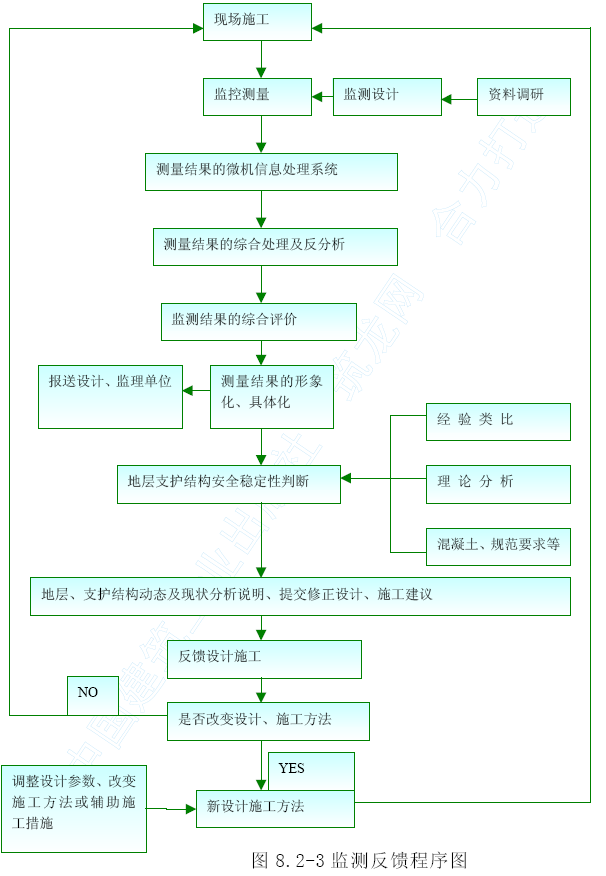 现场施工
监控测量
监测设计
资料调研
测量结果的微机信息处理系统
测量结果的综合处理及反分析
监测结果的综合评价
报送设计、监理单位
测量结果的形象
化、具体化
经 验 类 比
地层支护结构安全稳定性判断
理 论 分 析
混凝土、规范要求等
地层、支护结构动态及现状分析说明、提交修正设计、施工建议
反馈设计施工
NO
是否改变设计、施工方法
YES
调整设计参数、改变
施工方法或辅助施
工措施
新设计施工方法
图 8.2-3 监测反馈程序图